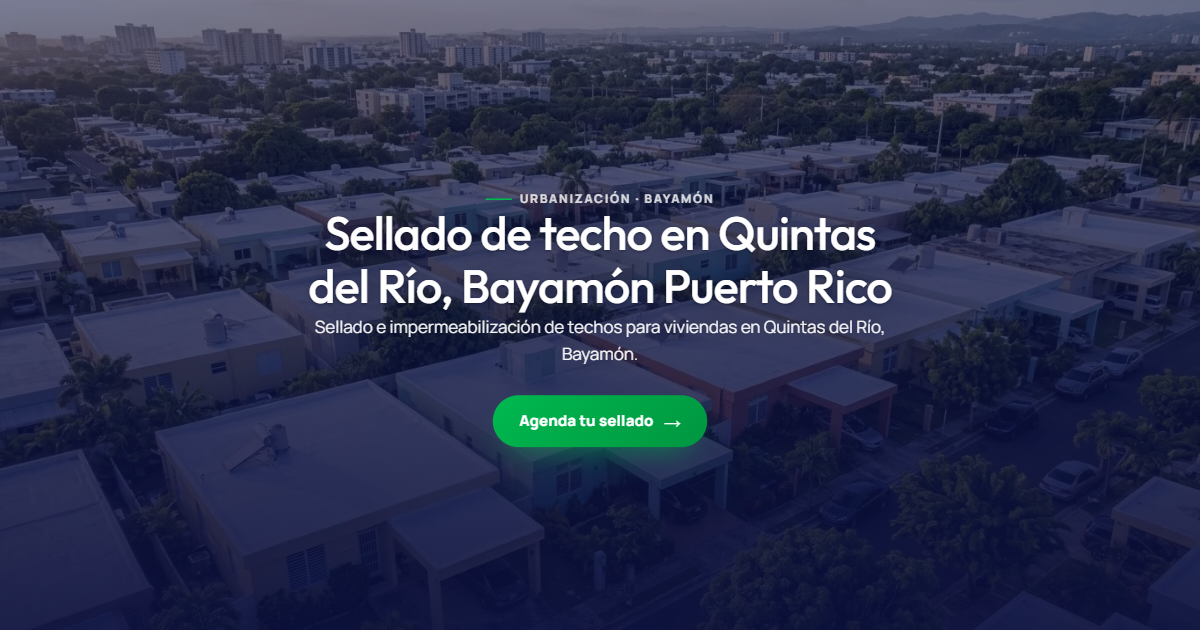 URBANIZACIÓN · BAYAMÓN
Sellado de techo en Quintas
del Río, Bayamón Puerto Rico
Sellado e impermeabilización de techos para viviendas en Quintas del Río,
Bayamón.
Agenda tu sellado →